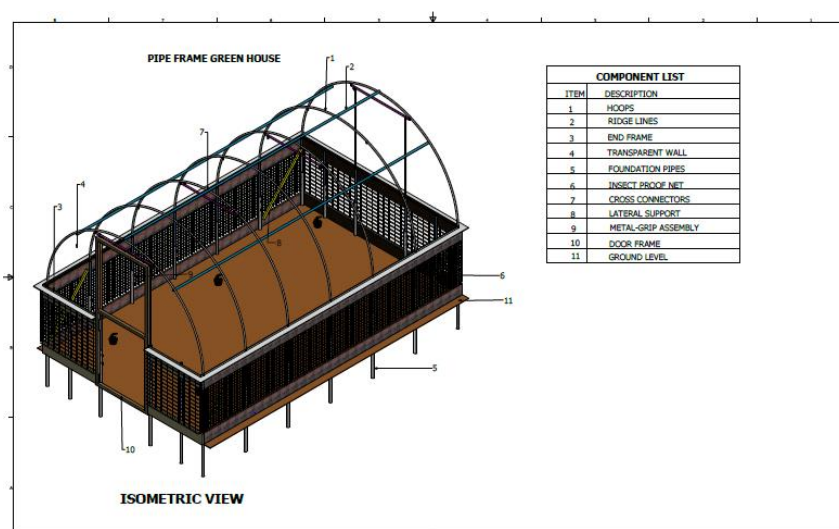 PIPE FRAME GREEN HOUSE
1
2
7
4
3
8
9
6
11
5
10
ISOMETRIC VIEW
COMPONENT LIST
ITEM DESCRIPTION
1 HOOPS
2 RIDGE LINES
3 END FRAME
4 TRANSPARENT WALL
5 FOUNDATION PIPES
6 INSECT PROOF NET
7 CROSS CONNECTORS
8 LATERAL SUPPORT
9 METAL-GRIP ASSEMBLY
10 DOOR FRAME
11 GROUND LEVEL